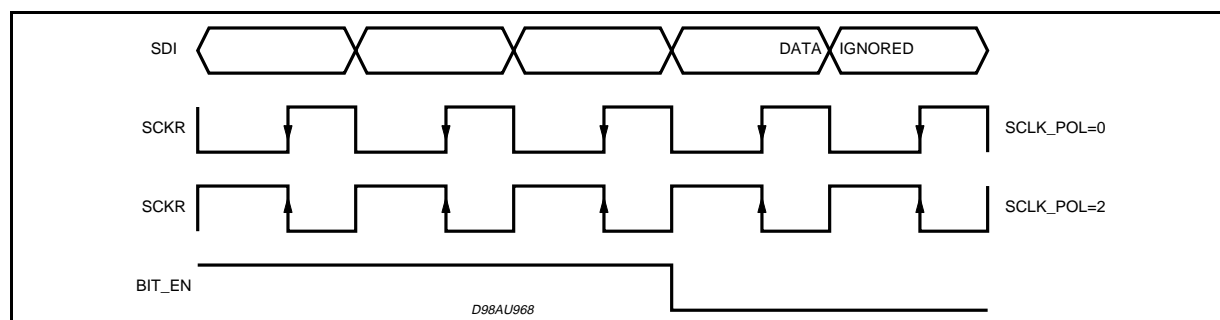 SDI
DATA IGNORED
SCKR
SCLK_POL=0
SCKR
SCLK_POL=2
BIT_EN
D98AU968